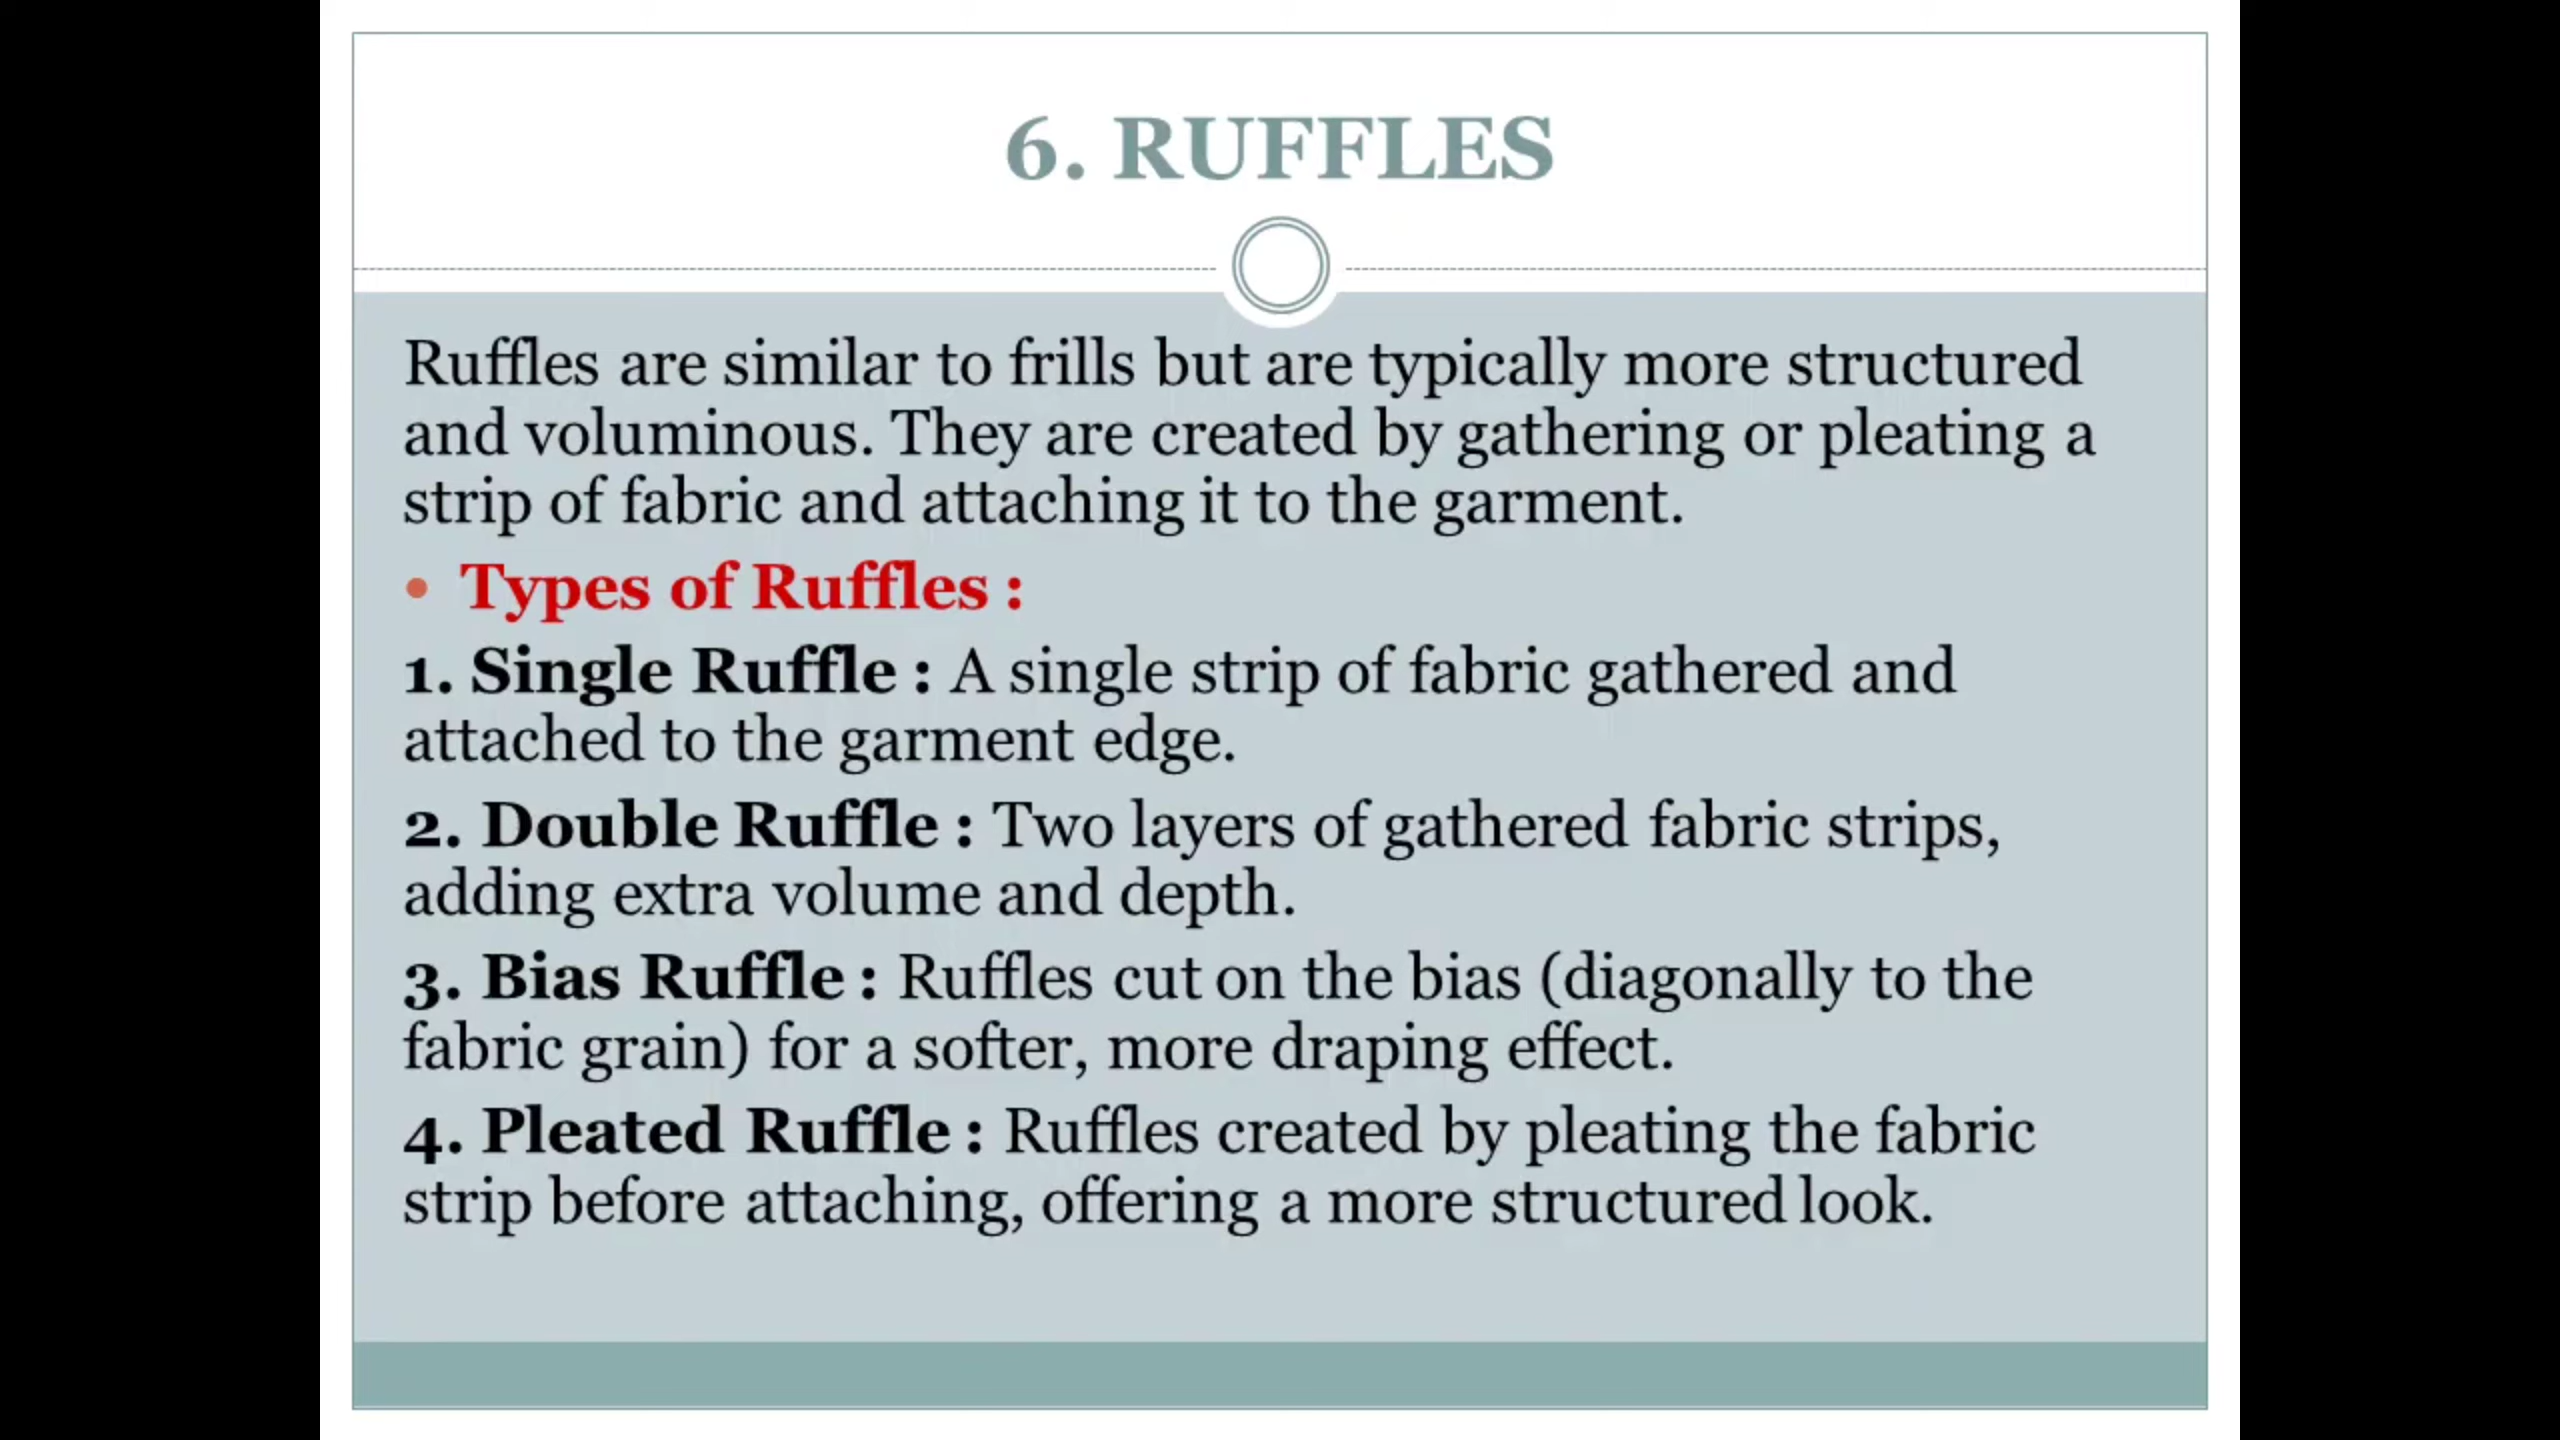 6. RUFFLES
Ruffles are similar to frills but are typically more structured
and voluminous. They are created by gathering or pleating a
strip of fabric and attaching it to the garment.
• Types of Ruffles :
1. Single Ruffle : A single strip of fabric gathered and
attached to the garment edge.
2. Double Ruffle : Two layers of gathered fabric strips,
adding extra volume and depth.
3. Bias Ruffle : Ruffles cut on the bias (diagonally to the
fabric grain) for a softer, more draping effect.
4. Pleated Ruffle : Ruffles created by pleating the fabric
strip before attaching, offering a more structured look.